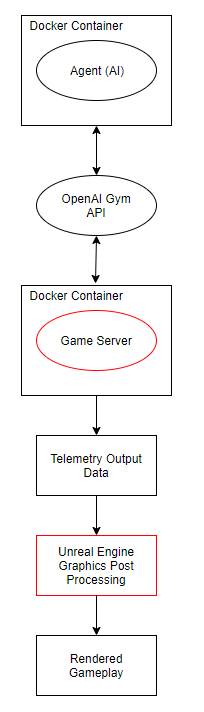 Docker Container
Agent (AI)
OpenAI Gym
API
Docker Container
Game Server
Telemetry Output
Data
Unreal Engine
Graphics Post
Processing
Rendered
Gameplay